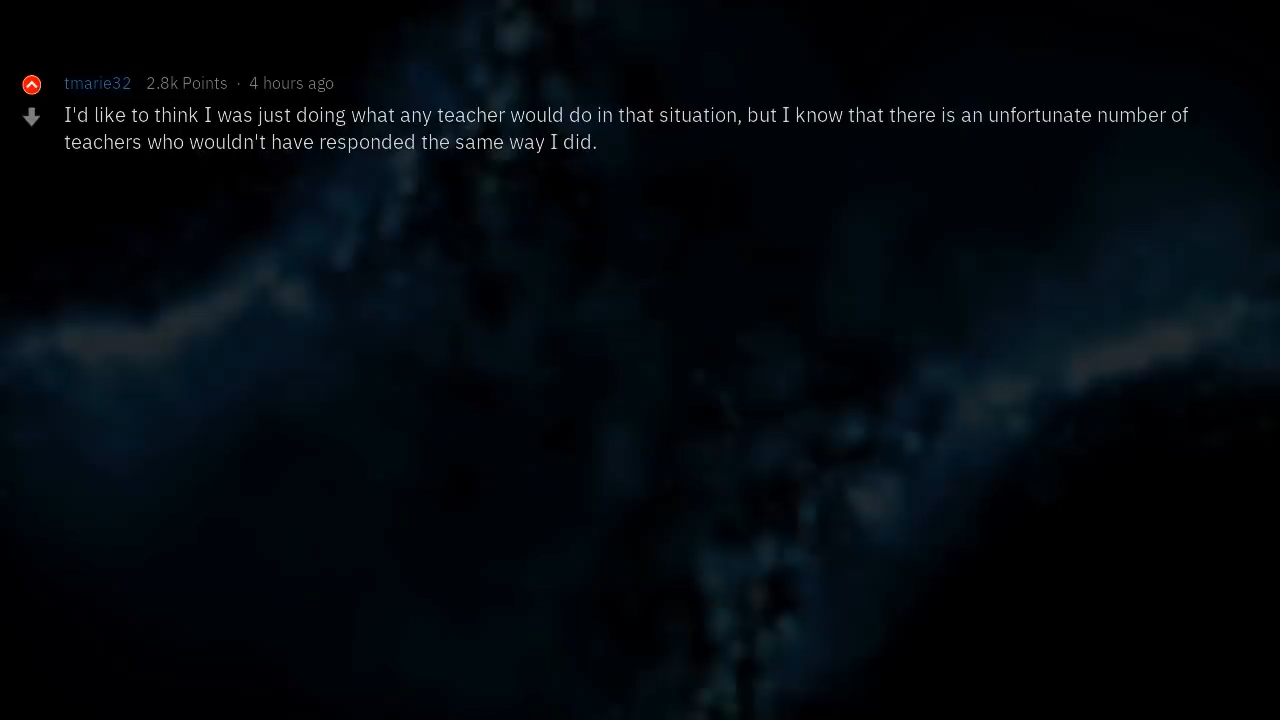 tmarie32 2.8k Points · 4 hours ago
I'd like to think I was just doing what any teacher would do in that situation, but I know that there is an unfortunate number of
teachers who wouldn't have responded the same way I did.